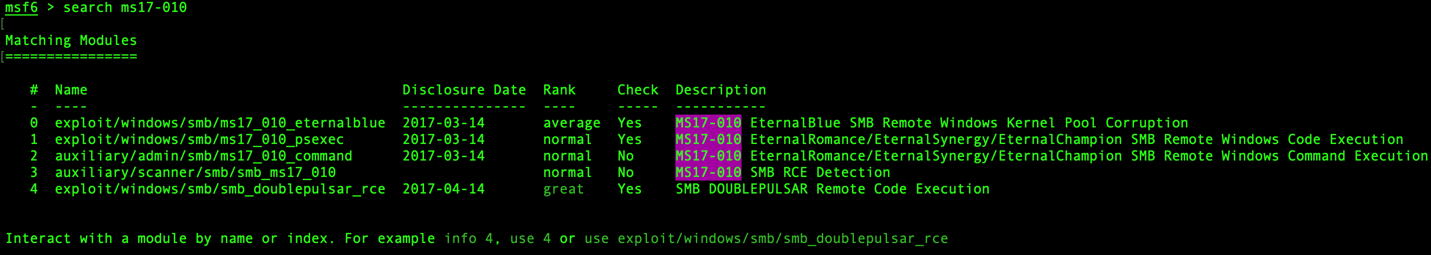 msf6 > search ms17-010
[
Matching Modules
[================
# Name Disclosure Date Rank Check Description
- ---- --------------- ---- ----- -----------
0 exploit/windows/smb/ms17_010_eternalblue 2017-03-14 average Yes MS17-010 EternalBlue SMB Remote Windows Kernel Pool Corruption
1 exploit/windows/smb/ms17_010_psexec 2017-03-14 normal Yes MS17-010 EternalRomance/EternalSynergy/EternalChampion SMB Remote Windows Code Execution
2 auxiliary/admin/smb/ms17_010_command 2017-03-14 normal No MS17-010 EternalRomance/EternalSynergy/EternalChampion SMB Remote Windows Command Execution
3 auxiliary/scanner/smb/smb_ms17_010 normal No MS17-010 SMB RCE Detection
4 exploit/windows/smb/smb_doublepulsar_rce 2017-04-14 great Yes SMB DOUBLEPULSAR Remote Code Execution
Interact with a module by name or index. For example info 4, use 4 or use exploit/windows/smb/smb_doublepulsar_rce